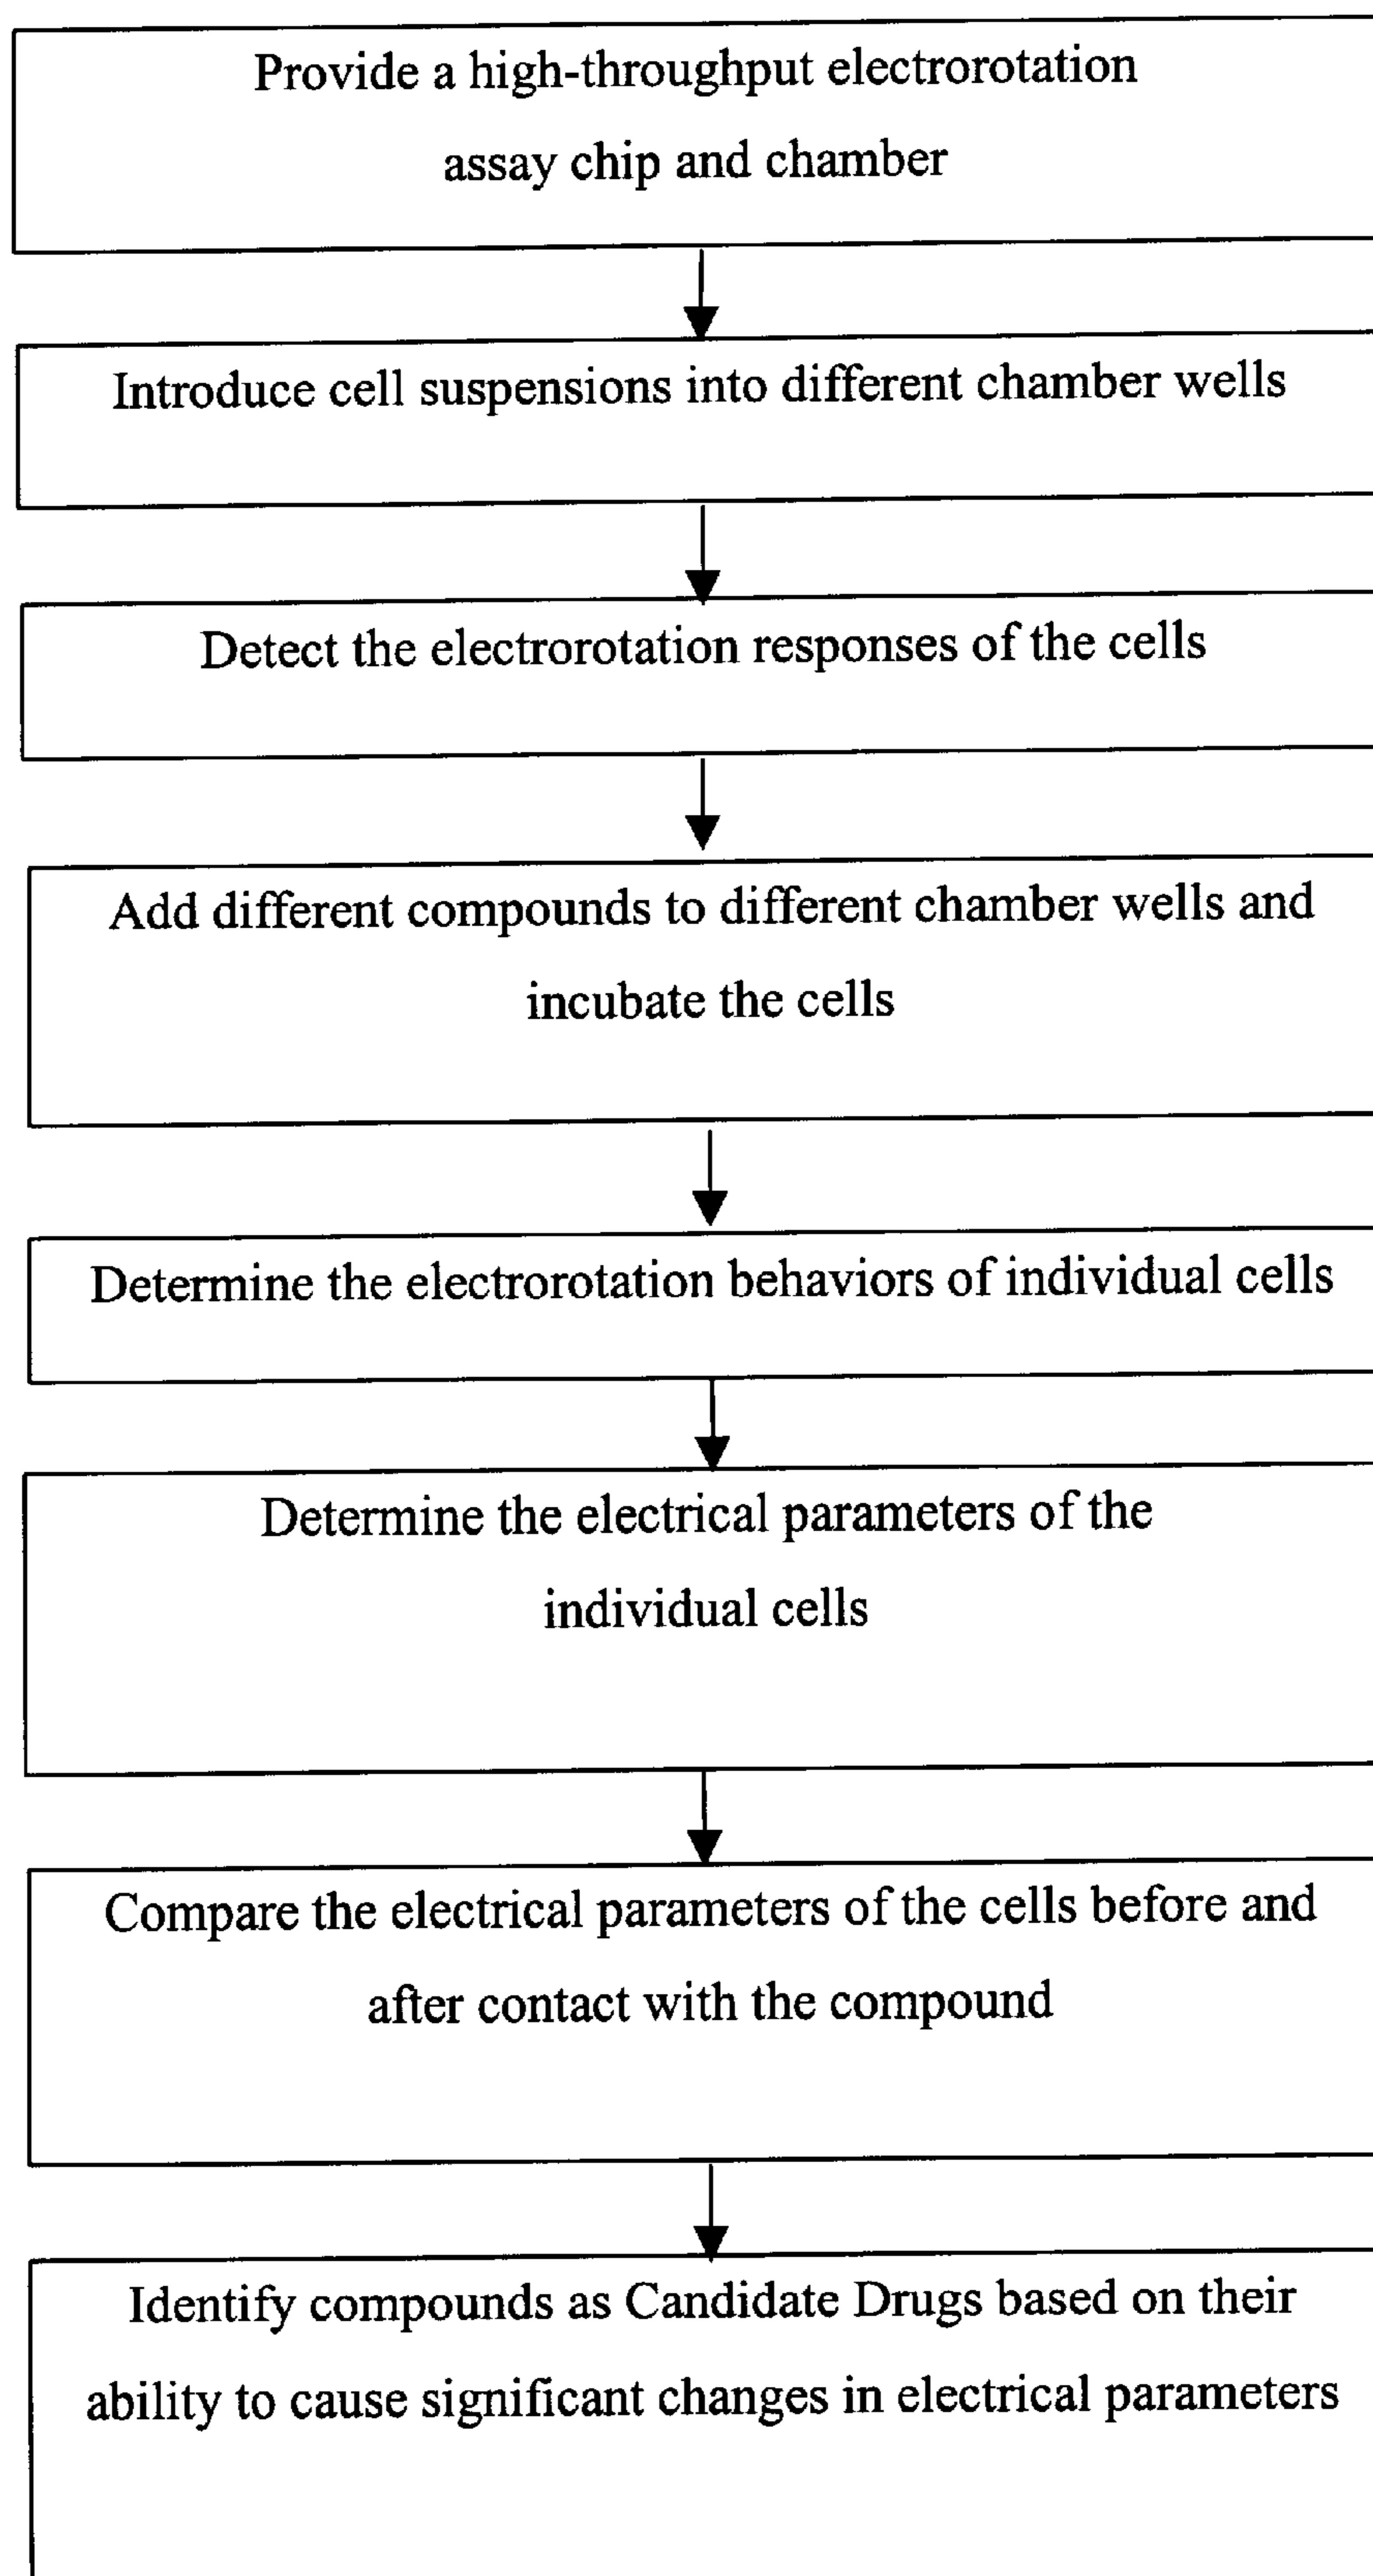 Provide a high-throughput electrorotation
assay chip and chamber
Introduce cell suspensions into different chamber wells
Detect the electrorotation responses of the cells
Add different compounds to different chamber wells and
incubate the cells
Determine the electrorotation behaviors of individual cells
Determine the electrical parameters of the
individual cells
Compare the electrical parameters of the cells before and
after contact with the compound
Identify compounds as Candidate Drugs based on their
ability to cause significant changes in electrical parameters